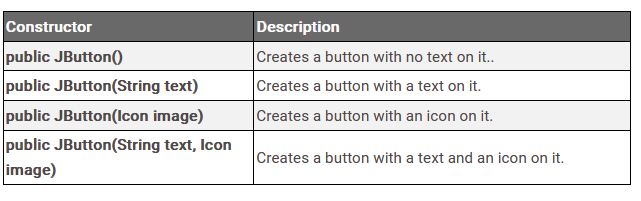 Constructor Description
public JButton() Creates a button with no text on it..
public JButton(String text) Creates a button with a text on it.
public JButton(Icon image) Creates a button with an icon on it.
public JButton(String text, Icon
image) Creates a button with a text and an icon on it.